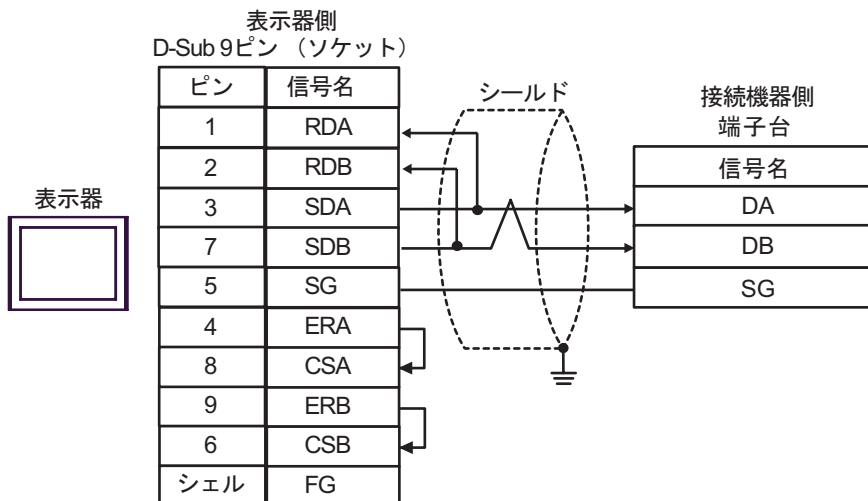 表示器側
D-Sub 9ピン （ソケット）
ピン 信号名
1 RDA
2 RDB
3 SDA
7 SDB
5 SG
4 ERA
8 CSA
9 ERB
6 CSB
シェル FG
表示器
シールド
接続機器側
端子台
信号名
DA
DB
SG